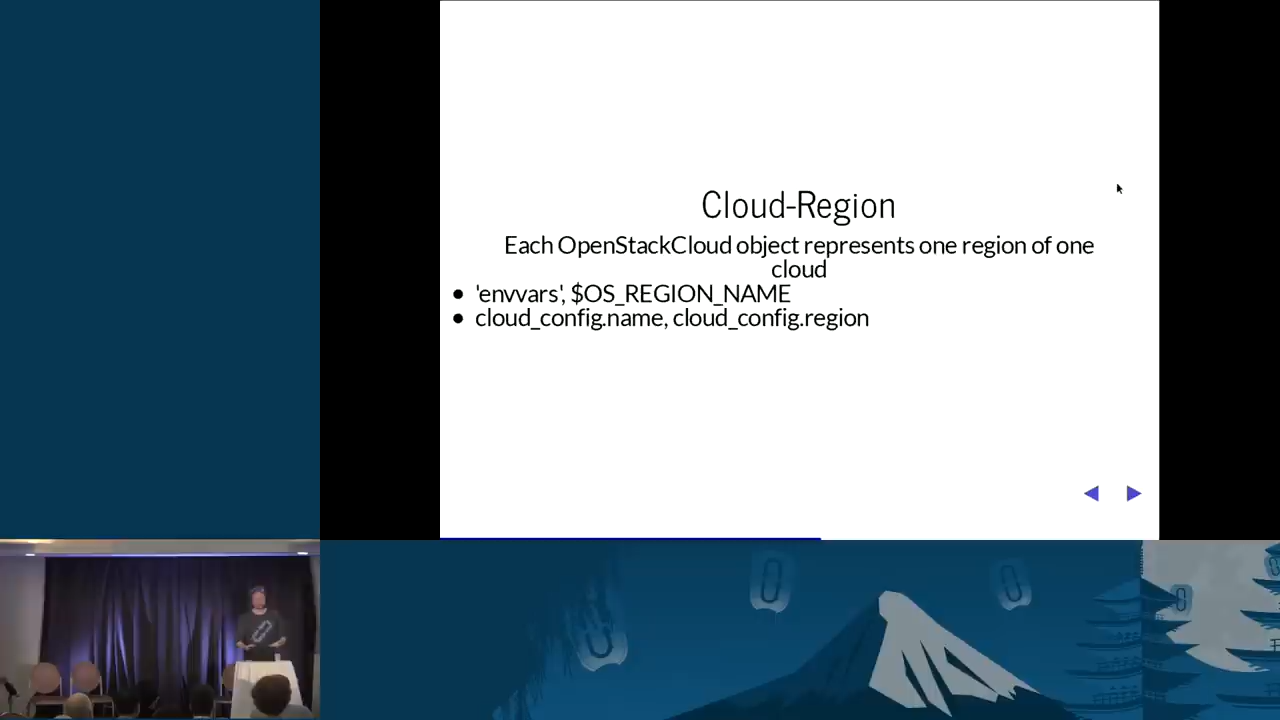 Cloud-Region
Each OpenStackCloud object represents one region of one
cloud
• 'envvars', $OS_REGION_NAME
• cloud_config.name, cloud_config.region